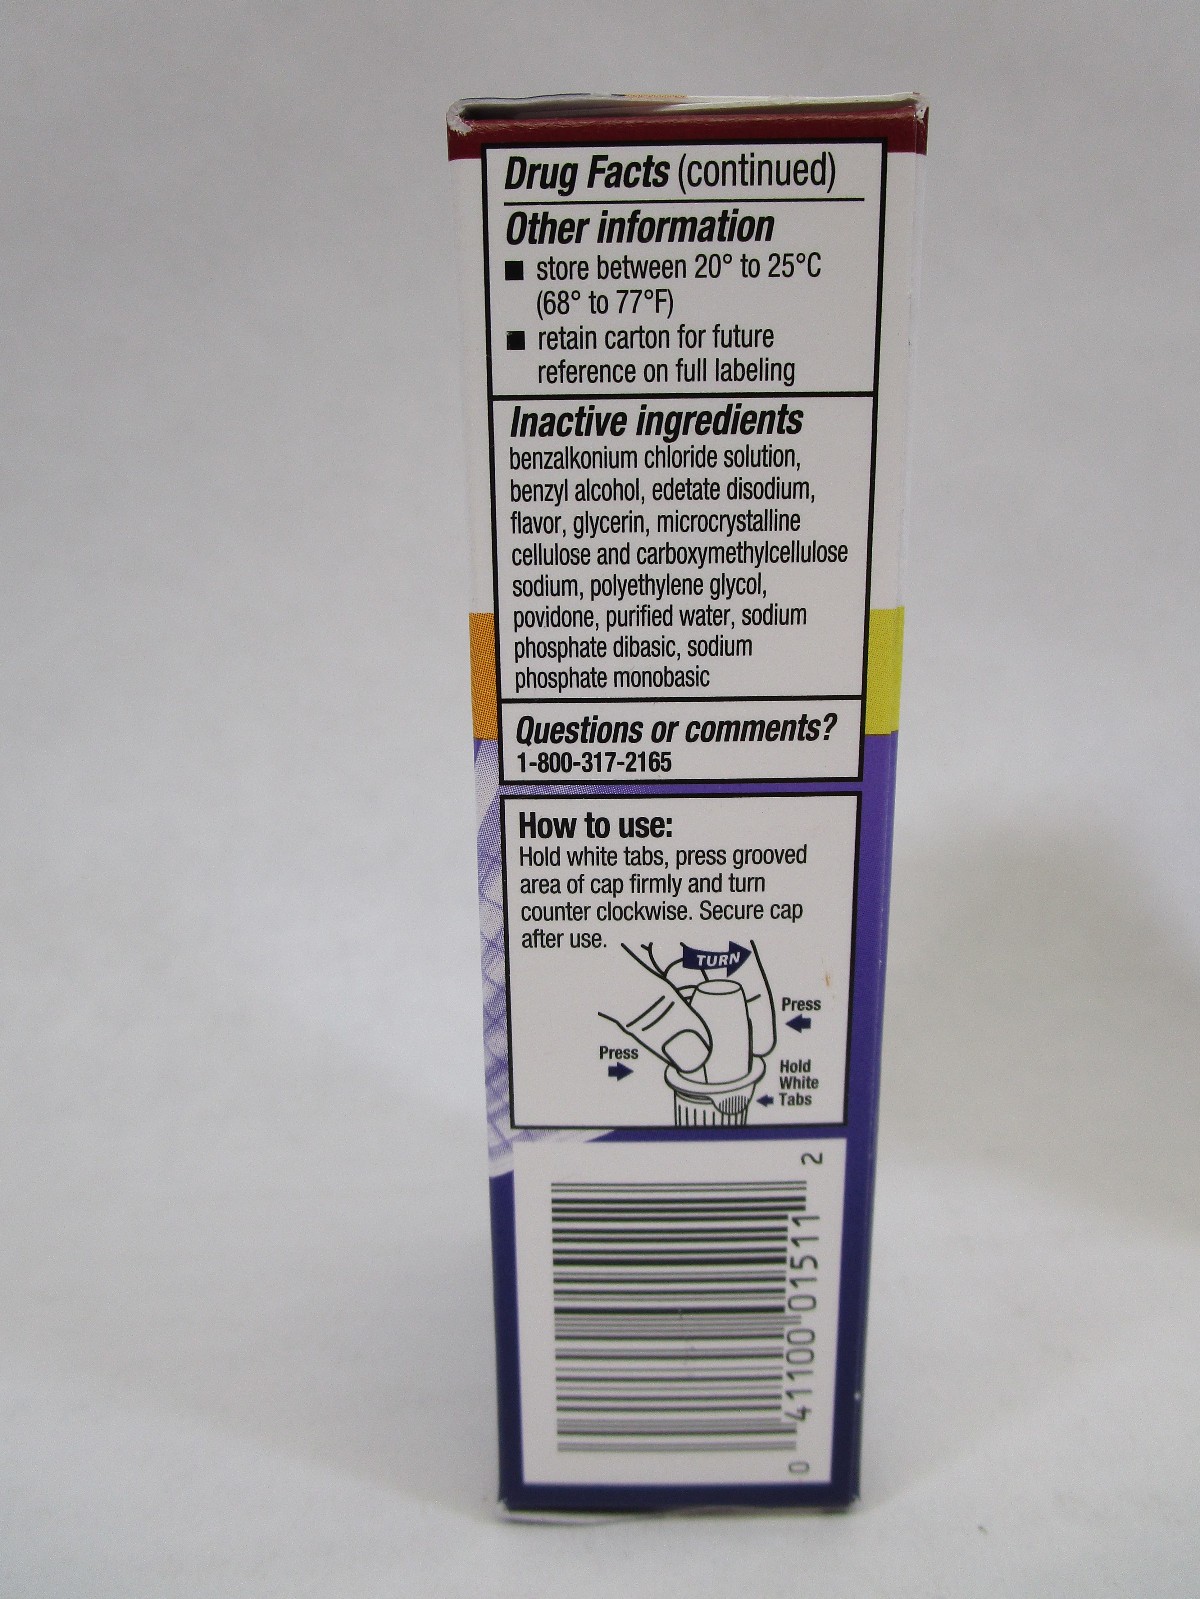 Drug Facts (continued)
Other information
■ store between 20° to 25°C
(68° to 77°F)
■ retain carton for future
reference on full labeling
Inactive ingredients
benzalkonium chloride solution,
benzyl alcohol, edetate disodium,
flavor, glycerin, microcrystalline
cellulose and carboxymethylcellulose
sodium, polyethylene glycol,
povidone, purified water, sodium
phosphate dibasic, sodium
phosphate monobasic
Questions or comments?
1-800-317-2165
How to use:
Hold white tabs, press grooved
area of cap firmly and turn
counter clockwise. Secure cap
after use.
TURN
Press
Press
Hold
White
Tabs
0 41100 01511 2